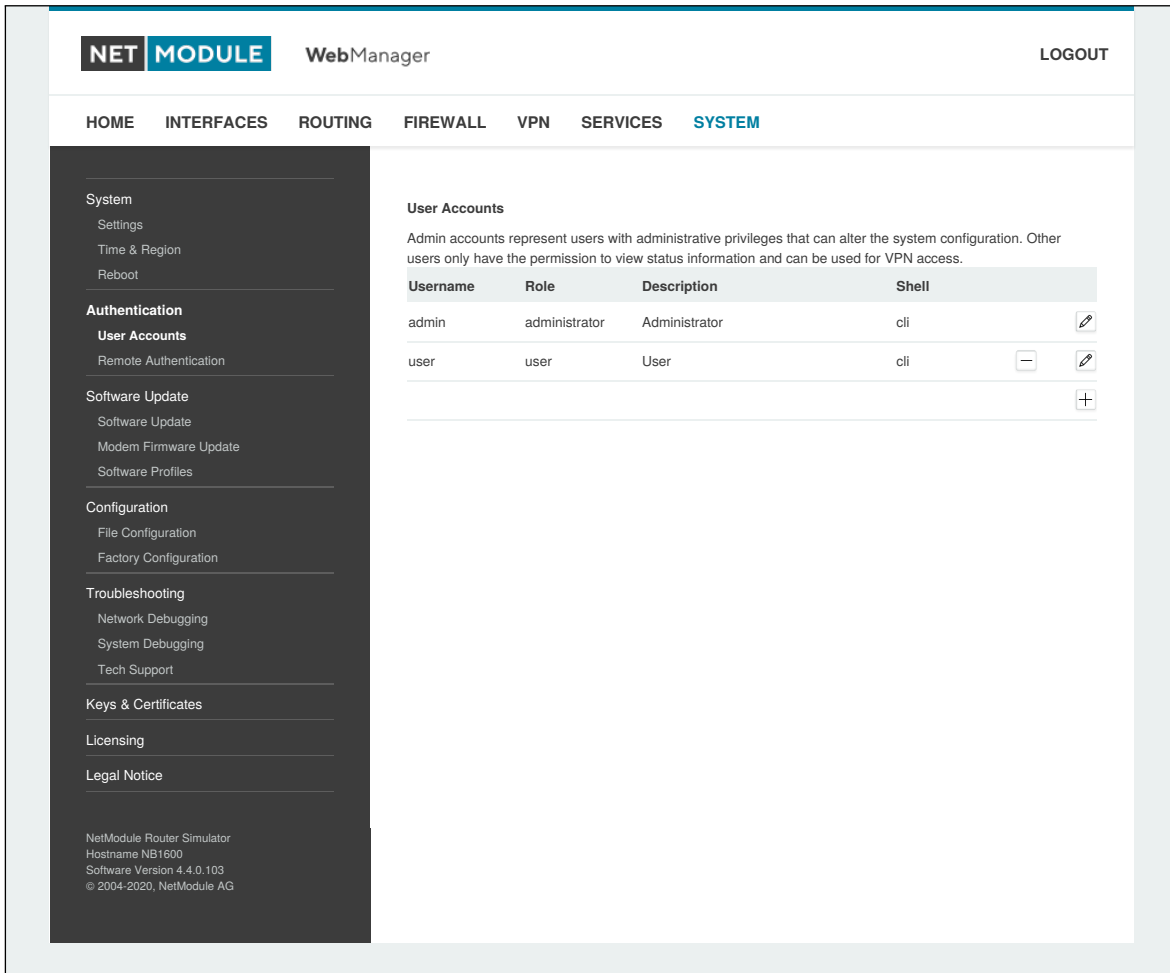 NET MODULE WebManager LOGOUT
HOME INTERFACES ROUTING FIREWALL VPN SERVICES SYSTEM
System
Settings
Time & Region
Reboot
Authentication
User Accounts
Remote Authentication
Software Update
Software Update
Modem Firmware Update
Software Profiles
Configuration
File Configuration
Factory Configuration
Troubleshooting
Network Debugging
System Debugging
Tech Support
Keys & Certificates
Licensing
Legal Notice
NetModule Router Simulator
Hostname NB1600
Software Version 4.4.0.103
© 2004-2020, NetModule AG
User Accounts
Admin accounts represent users with administrative privileges that can alter the system configuration. Other
users only have the permission to view status information and can be used for VPN access.
Username Role Description Shell
admin administrator Administrator cli
user user User cli